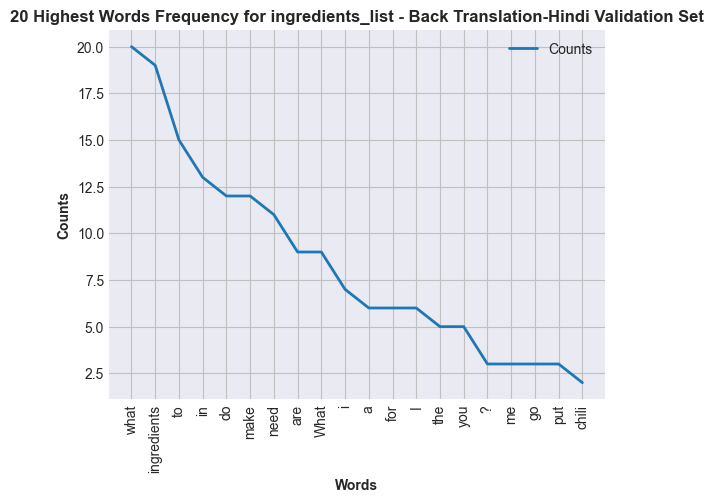 20 Highest Words Frequency for ingredients_list - Back Translation-Hindi Validation Set
Counts
20.0
17.5
15.0
12.5
10.0
7.5
5.0
2.5
Counts
what
ingredients
to
in
do
make
need
are
What
i
a
for
I
the
you
?
me
go
put
chili
Words